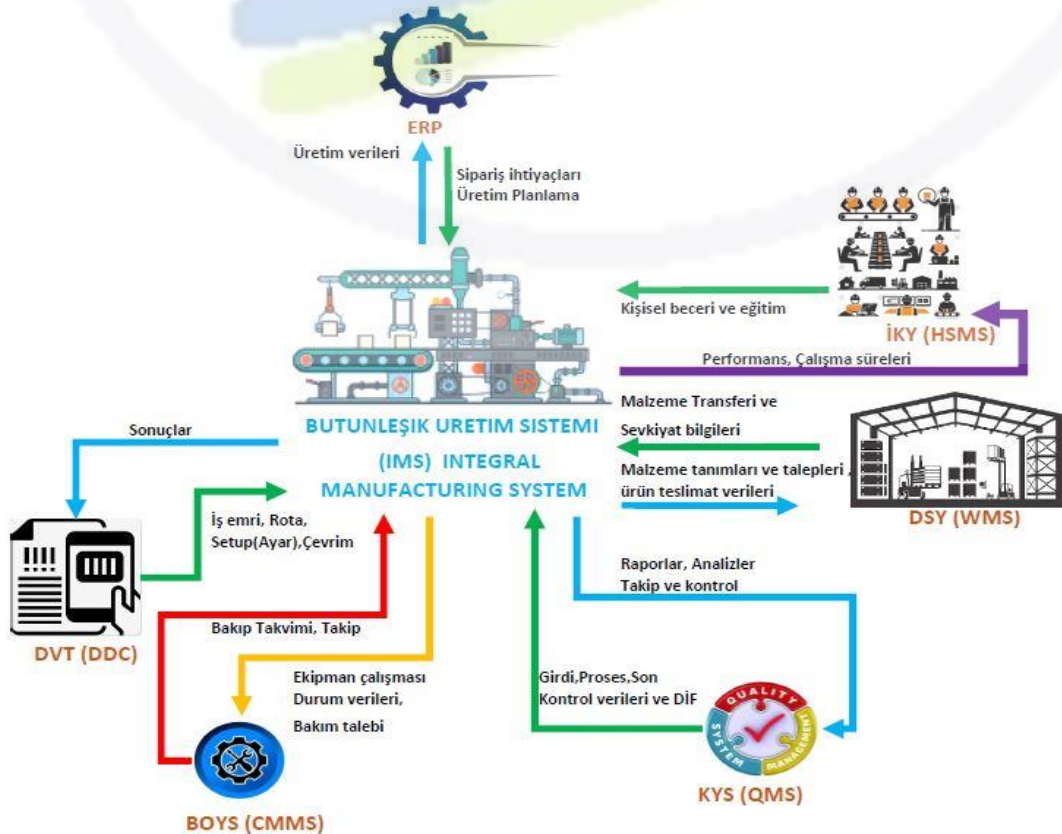 ERP
Üretim verileri
Sipariş ihtiyaçları
Üretim Planlama
Kişisel beceri ve eğitim
İKY (HSMS)
Performans, Çalışma süreleri
BUTUNLEŞIK URETIM SISTEMI
(IMS) INTEGRAL
MANUFACTURING SYSTEM
Malzeme Transferi ve
Sevkiyat bilgileri
Malzeme tanımları ve talepleri ,
ürün teslimat verileri
DSY (WMS)
Sonuçlar
İş emri, Rota,
Setup(Ayar),Çevrim
DVT (DDC)
Bakıp Takvimi, Takip
Raporlar, Analizler
Takip ve kontrol
Ekipman çalışması
Durum verileri,
Bakım talebi
Girdi,Proses,Son
Kontrol verileri ve DİF
QUALITY
MANAGEMENT
SYSTEM
KYS (QMS)
BOYS (CMMS)